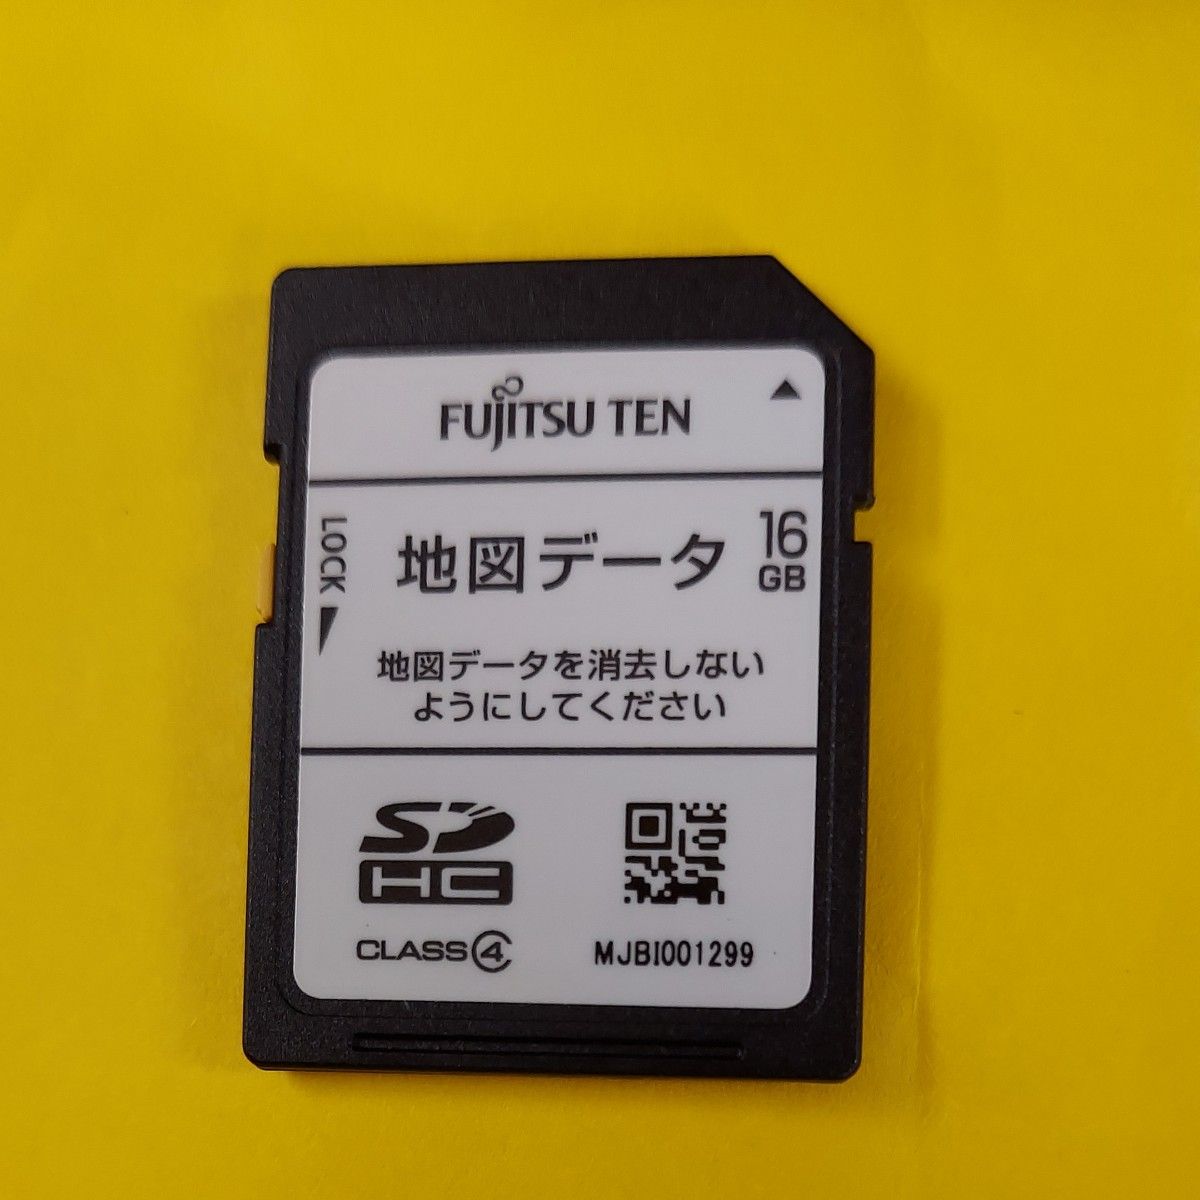 FUJITSU TEN
LOCK
地図データ
16
GB
地図データを消去しない
ようにしてください
SD
HC
CLASS④
MJBI001299